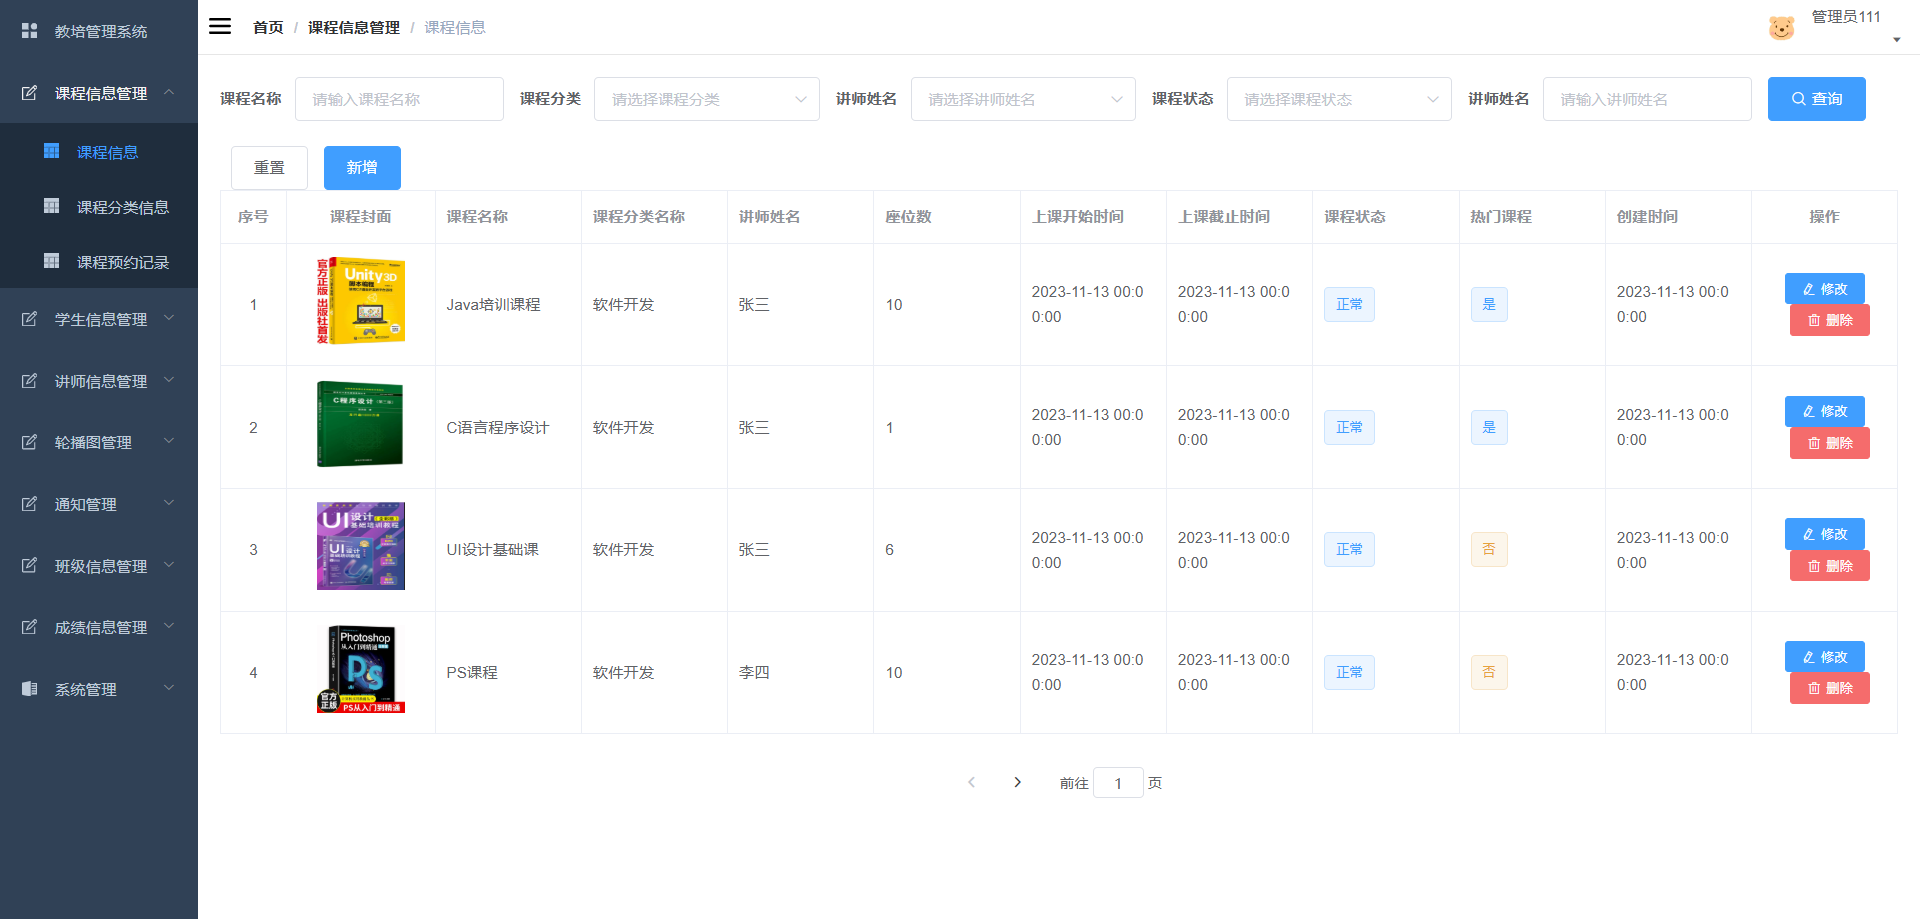 教培管理系统
课程信息管理
课程信息
课程分类信息
课程预约记录
学生信息管理
讲师信息管理
轮播图管理
通知管理
班级信息管理
成绩信息管理
系统管理
首页 / 课程信息管理 / 课程信息
管理员111
课程名称 请输入课程名称 课程分类 请选择课程分类 讲师姓名 请选择讲师姓名 课程状态 请选择课程状态 讲师姓名 请输入讲师姓名 查询
重置 新增
序号 课程封面 课程名称 课程分类名称 讲师姓名 座位数 上课开始时间 上课截止时间 课程状态 热门课程 创建时间 操作
官方正版 出版社首发
Unity3D
脚本编程
1 Java培训课程 软件开发 张三 10 2023-11-13 00:00:00 2023-11-13 00:00:00 正常 是 2023-11-13 00:00:00 修改 删除
C程序设计
2 C语言程序设计 软件开发 张三 1 2023-11-13 00:00:00 2023-11-13 00:00:00 正常 是 2023-11-13 00:00:00 修改 删除
UI设计
基础培训教程
UI设计
3 UI设计基础课 软件开发 张三 6 2023-11-13 00:00:00 2023-11-13 00:00:00 正常 否 2023-11-13 00:00:00 修改 删除
Photoshop
从入门到精通
Ps
官方正版
PS从入门到精通
4 PS课程 软件开发 李四 10 2023-11-13 00:00:00 2023-11-13 00:00:00 正常 否 2023-11-13 00:00:00 修改 删除
前往 1 页